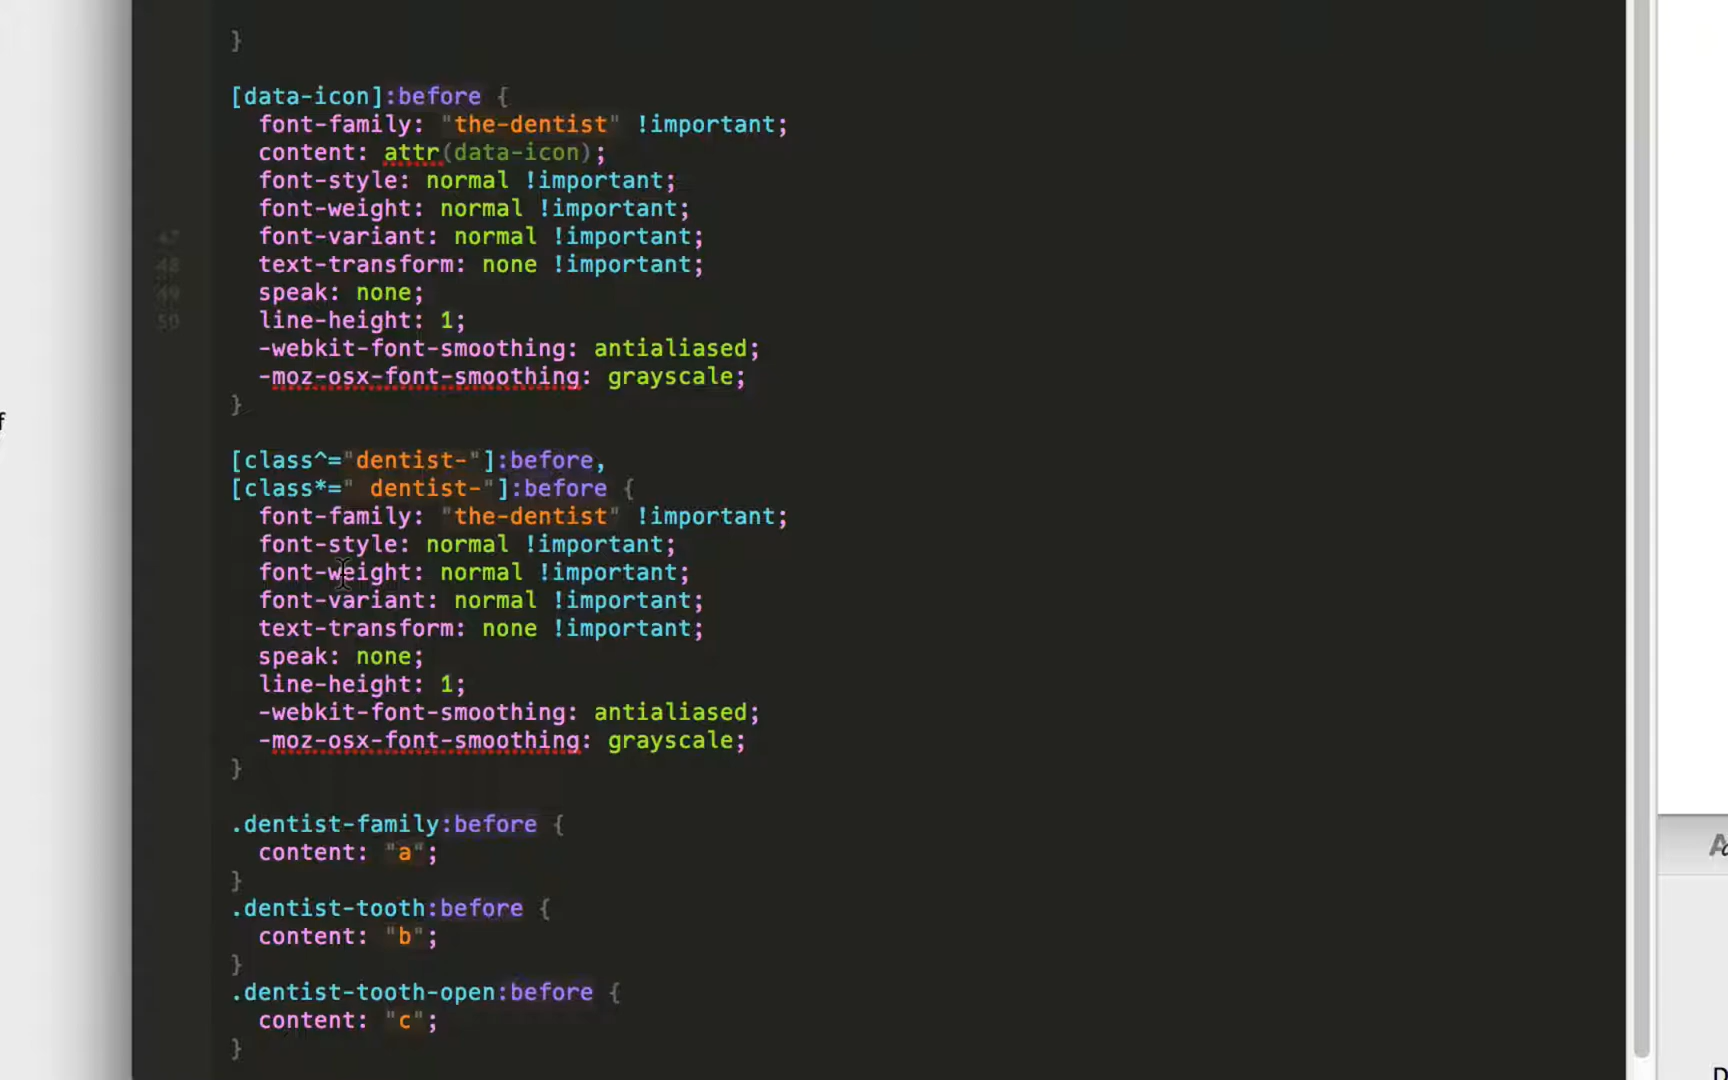 }
[data-icon]:before {
font-family: "the-dentist" !important;
content: attr(data-icon);
font-style: normal !important;
font-weight: normal !important;
47
font-variant: normal !important;
48
text-transform: none !important;
49
speak: none;
50
line-height: 1;
-webkit-font-smoothing: antialiased;
-moz-osx-font-smoothing: grayscale;
}
f
[class^="dentist-"]:before,
[class*=" dentist-"]:before {
font-family: "the-dentist" !important;
font-style: normal !important;
font-weight: normal !important;
font-variant: normal !important;
text-transform: none !important;
speak: none;
line-height: 1;
-webkit-font-smoothing: antialiased;
-moz-osx-font-smoothing: grayscale;
}
.dentist-family:before {
content: "a";
}
.dentist-tooth:before {
content: "b";
}
.dentist-tooth-open:before {
content: "c";
}